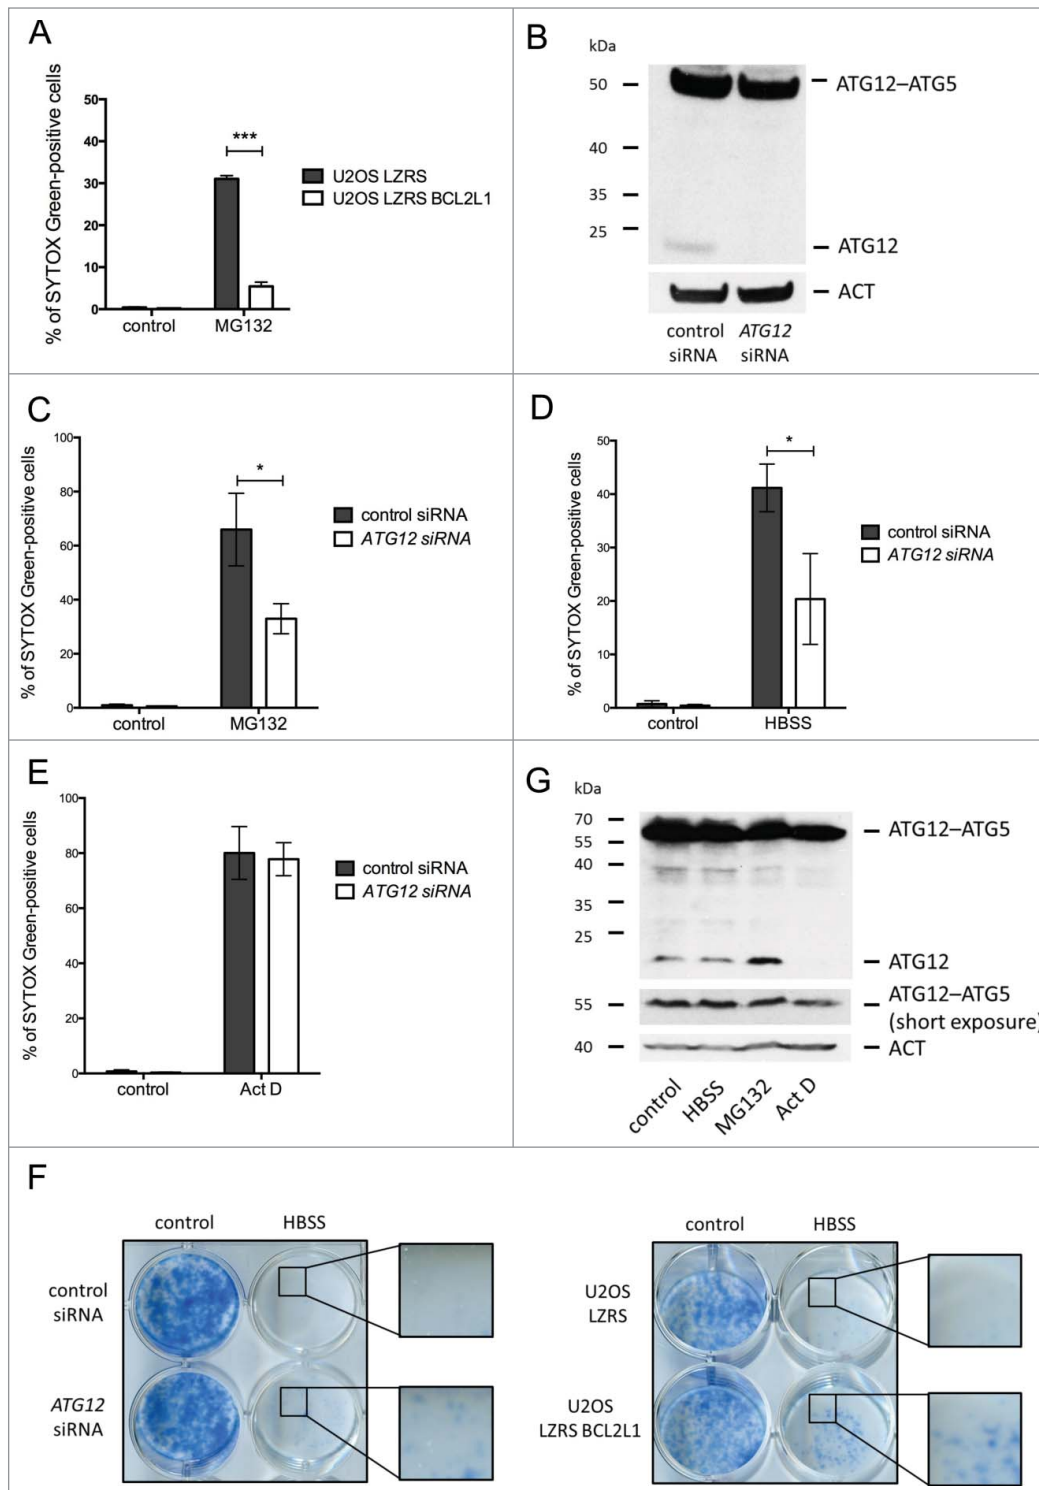 A
% of SYTOX Green-positive cells
50
40
30
20
10
0
***
control
MG132
U2OS LZRS
U2OS LZRS BCL2L1
B
kDa
50
40
35
25
ATG12–ATG5
ATG12
ACT
control
siRNA
ATG12
siRNA
C
% of SYTOX Green-positive cells
100
80
60
40
20
0
*
control
MG132
control siRNA
ATG12 siRNA
D
% of SYTOX Green-positive cells
50
40
30
20
10
0
*
control
HBSS
control siRNA
ATG12 siRNA
E
% of SYTOX Green-positive cells
100
80
60
40
20
0
control
Act D
control siRNA
ATG12 siRNA
G
kDa
70
55
40
35
25
55
40
ATG12–ATG5
ATG12
ATG12–ATG5
(short exposure)
ACT
control
HBSS
MG132
Act D
F
control
HBSS
control
siRNA
ATG12
siRNA
control
HBSS
U2OS
LZRS
U2OS
LZRS BCL2L1